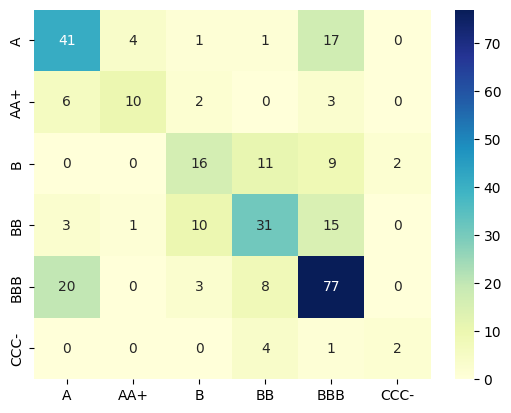 A 41 4 1 1 17 0
AA+ 6 10 2 0 3 0
B 0 0 16 11 9 2
BB 3 1 10 31 15 0
BBB 20 0 3 8 77 0
CCC- 0 0 0 4 1 2
A AA+ B BB BBB CCC-
70
60
50
40
30
20
10
0